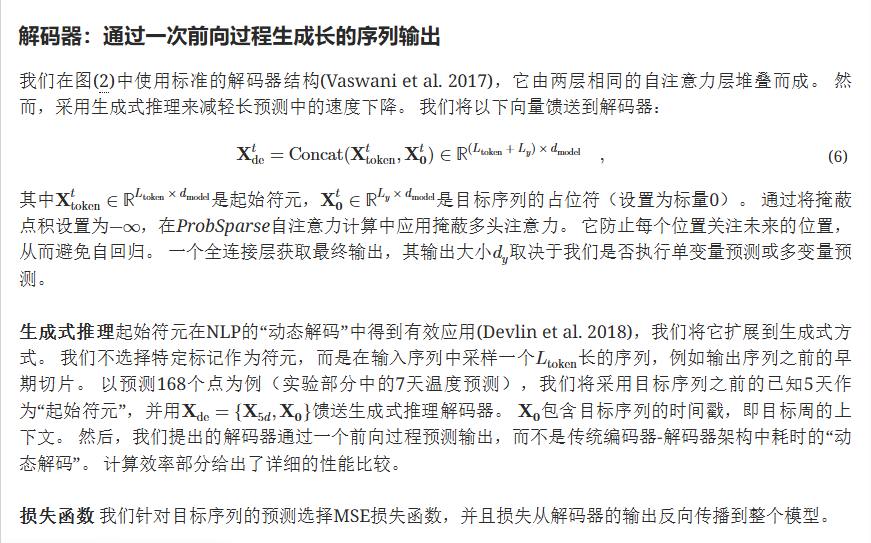 解码器：通过一次前向过程生成长的序列输出
我们在图(2)中使用标准的解码器结构(Vaswani et al. 2017)，它由两层相同的自注意力层堆叠而成。 然
而，采用生成式推理来减轻长预测中的速度下降。 我们将以下向量馈送到解码器：
$\mathbf{X}_{\text{de}}^{t} = \text{Concat}(\mathbf{X}_{\text{token}}^{t}, \mathbf{X}_{\mathbf{0}}^{t}) \in \mathbb{R}^{(L_{\text{token}}+L_y)\times d_{\text{model}}}$ , (6)
其中$\mathbf{X}_{\text{token}}^{t} \in \mathbb{R}^{L_{\text{token}}\times d_{\text{model}}}$是起始符元，$\mathbf{X}_{\mathbf{0}}^{t} \in \mathbb{R}^{L_y\times d_{\text{model}}}$是目标序列的占位符（设置为标量0）。 通过将掩蔽
点积设置为$-\infty$，在ProbSparse自注意力计算中应用掩蔽多头注意力。 它防止每个位置关注未来的位置，
从而避免自回归。 一个全连接层获取最终输出，其输出大小$d_y$取决于我们是否执行单变量预测或多变量预
测。
生成式推理起始符元在NLP的“动态解码”中得到有效应用(Devlin et al. 2018)，我们将它扩展到生成式方
式。 我们不选择特定标记作为符元，而是在输入序列中采样一个$L_{\text{token}}$长的序列，例如输出序列之前的早
期切片。 以预测168个点为例（实验部分中的7天温度预测），我们将采用目标序列之前的已知5天作
为“起始符元”，并用$\mathbf{X}_{\text{de}} = \{\mathbf{X}_{5d}, \mathbf{X}_{\mathbf{0}}\}$馈送生成式推理解码器。 $\mathbf{X}_{\mathbf{0}}$包含目标序列的时间戳，即目标周的上
下文。 然后，我们提出的解码器通过一个前向过程预测输出，而不是传统编码器-解码器架构中耗时的“动
态解码”。 计算效率部分给出了详细的性能比较。
损失函数 我们针对目标序列的预测选择MSE损失函数，并且损失从解码器的输出反向传播到整个模型。